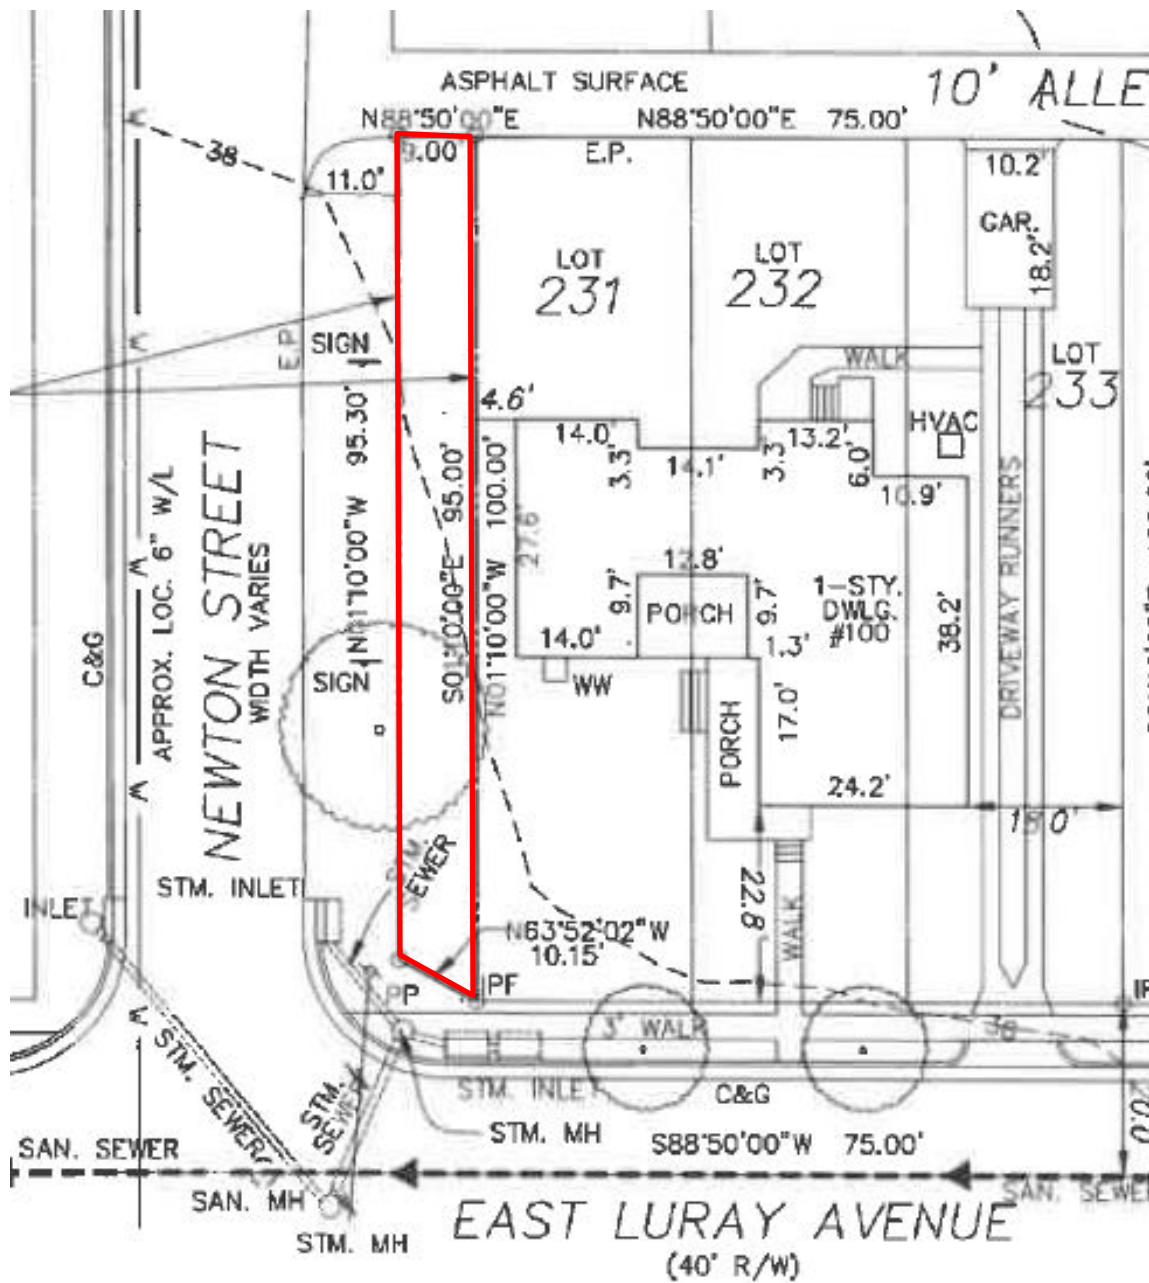 ASPHALT SURFACE
10' ALLE
N88°50'00"E
N88°50'00"E 75.00'
38
9.00'
E.P.
10.2'
11.0'
GAR.
18.2'
LOT
231
LOT
232
LOT
233
E.P.
SIGN
WALK
4.6'
14.0'
3.3'
14.1'
3.3'
13.2'
6.0'
HVAC
10.9'
N01°10'00"W 95.30'
S01°10'00"E 95.00'
N01°10'00"W 100.00'
27.6'
12.8'
9.7'
PORCH
9.7'
1-STY.
DWLG.
#100
38.2'
DRIVEWAY RUNNERS
14.0'
1.3'
WW
SIGN
PORCH
17.0'
24.2'
18.0'
22.8'
WALK
C&G
APPROX. LOC. 6" W/L
W
W
W
W
W
NEWTON STREET
WIDTH VARIES
STM.
SEWER
STM. INLET
INLET
N63°52'02"W
10.15'
PP
IPF
3' WALK
38
STM. SEWER
STM.
SEWER
STM. INLET
C&G
STM. MH
S88°50'00"W 75.00'
20.0'
SAN. SEWER
SAN. SEWE
SAN. MH
STM. MH
EAST LURAY AVENUE
(40' R/W)